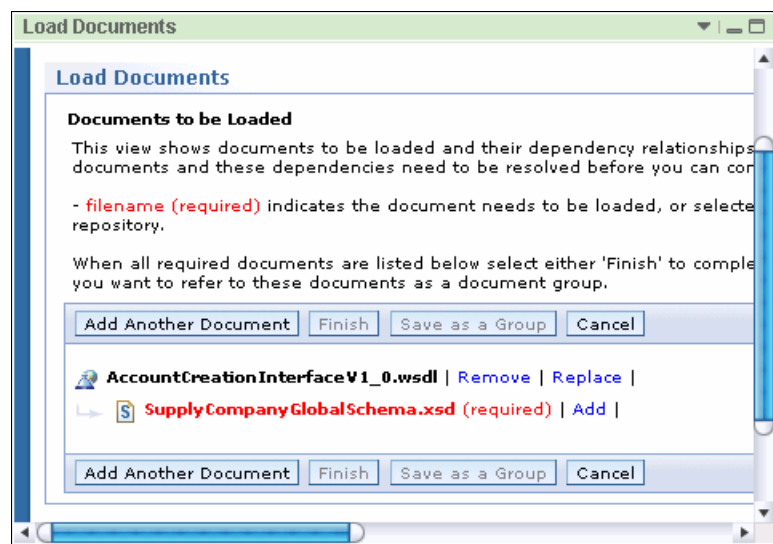 Load Documents
Load Documents
Documents to be Loaded
This view shows documents to be loaded and their dependency relationships
documents and these dependencies need to be resolved before you can
- filename (required) indicates the document needs to be loaded, or
repository.
When all required documents are listed below select either 'Finish' to
you want to refer to these documents as a document group.
Add Another Document Finish Save as a Group Cancel
AccountCreationInterfaceV1_0.wsdl | Remove | Replace |
SupplyCompanyGlobalSchema.xsd (required) | Add |
Add Another Document Finish Save as a Group Cancel